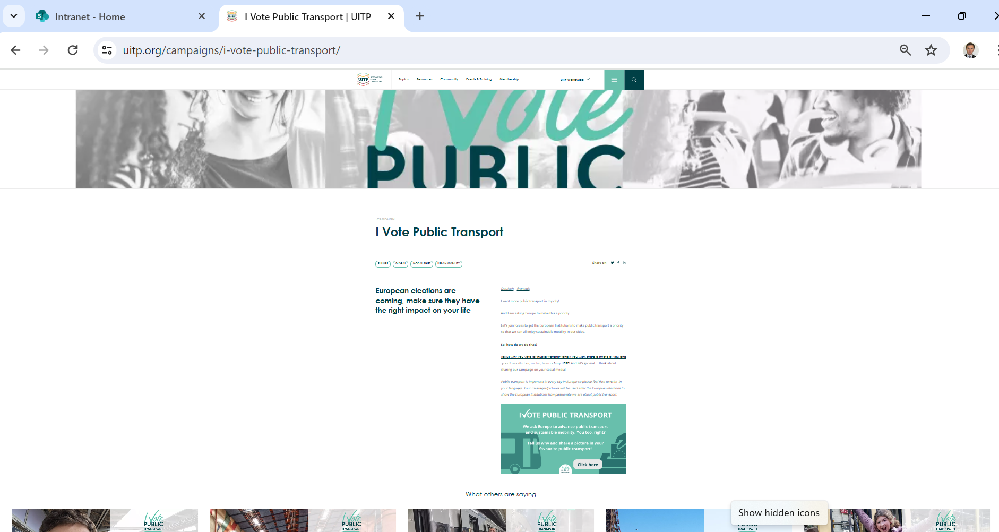 Intranet - Home
I Vote Public Transport | UITP
uitp.org/campaigns/i-vote-public-transport/
UITP
ADVANCING
PUBLIC
TRANSPORT
Topics Resources Community Events & Training Membership
UITP Worldwide
I Vote
PUBLIC
CAMPAIGN
I Vote Public Transport
EUROPE GLOBAL MODAL SHIFT URBAN MOBILITY
Share on
European elections are
coming, make sure they have
the right impact on your life
Deutsch – Français
I want more public transport in my city!
And I am asking Europe to make this a priority.
Let's join forces to get the European Institutions to make public transport a priority
so that we can all enjoy sustainable mobility in our cities.
So, how do we do that?
Tell us why you vote for public transport and if you wish, share a photo of you and
your favourite bus, metro, tram or ferry HERE! And let's go viral ... think about
sharing our campaign on your social media!
Public transport is important in every city in Europe so please feel free to write in
your language. Your messages/pictures will be used after the European elections to
show the European Institutions how passionate we are about public transport.
I VOTE PUBLIC TRANSPORT
We ask Europe to advance public transport
and sustainable mobility. You too, right?
Tell us why and share a picture in your
favourite public transport!
Click here
I Vote
PUBLIC
TRANSPORT
What others are saying
I Vote
PUBLIC
TRANSPORT
I Vote
PUBLIC
TRANSPORT
I Vote
PUBLIC
TRANSPORT
Show hidden icons
TRANSPORT
I Vote
PUBLIC
TRANSPORT